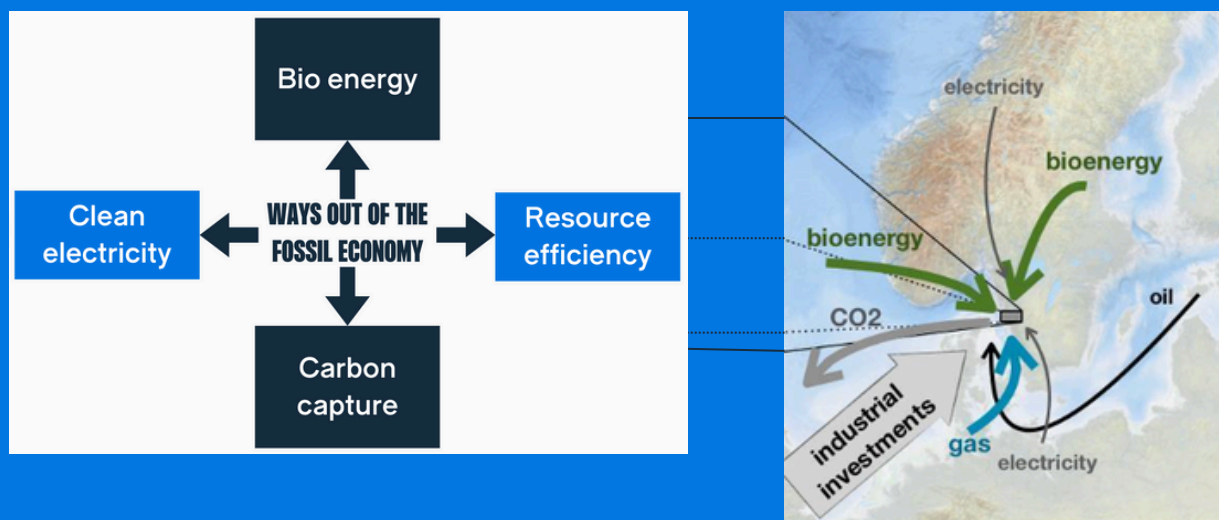 Bio energy
Clean
electricity
WAYS OUT OF THE
FOSSIL ECONOMY
Resource
efficiency
Carbon
capture
electricity
bioenergy
bioenergy
oil
CO2
industrial
investments
gas
electricity